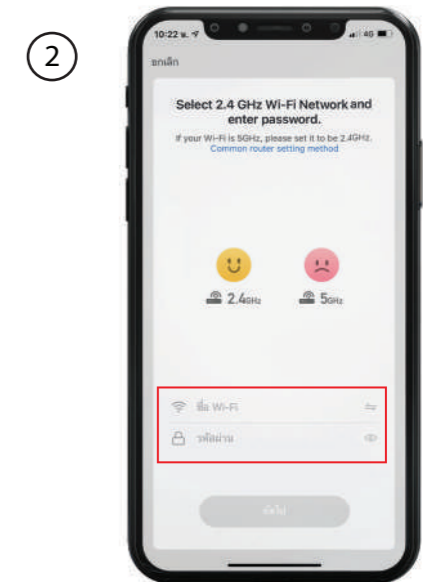 2
10:22 น. 4G
ยกเลิก
Select 2.4 GHz Wi-Fi Network and
enter password.
If your Wi-Fi is 5GHz, please set it to be 2.4GHz.
Common router setting method
2.4GHz 5GHz
ชื่อ Wi-Fi
รหัสผ่าน
ถัดไป